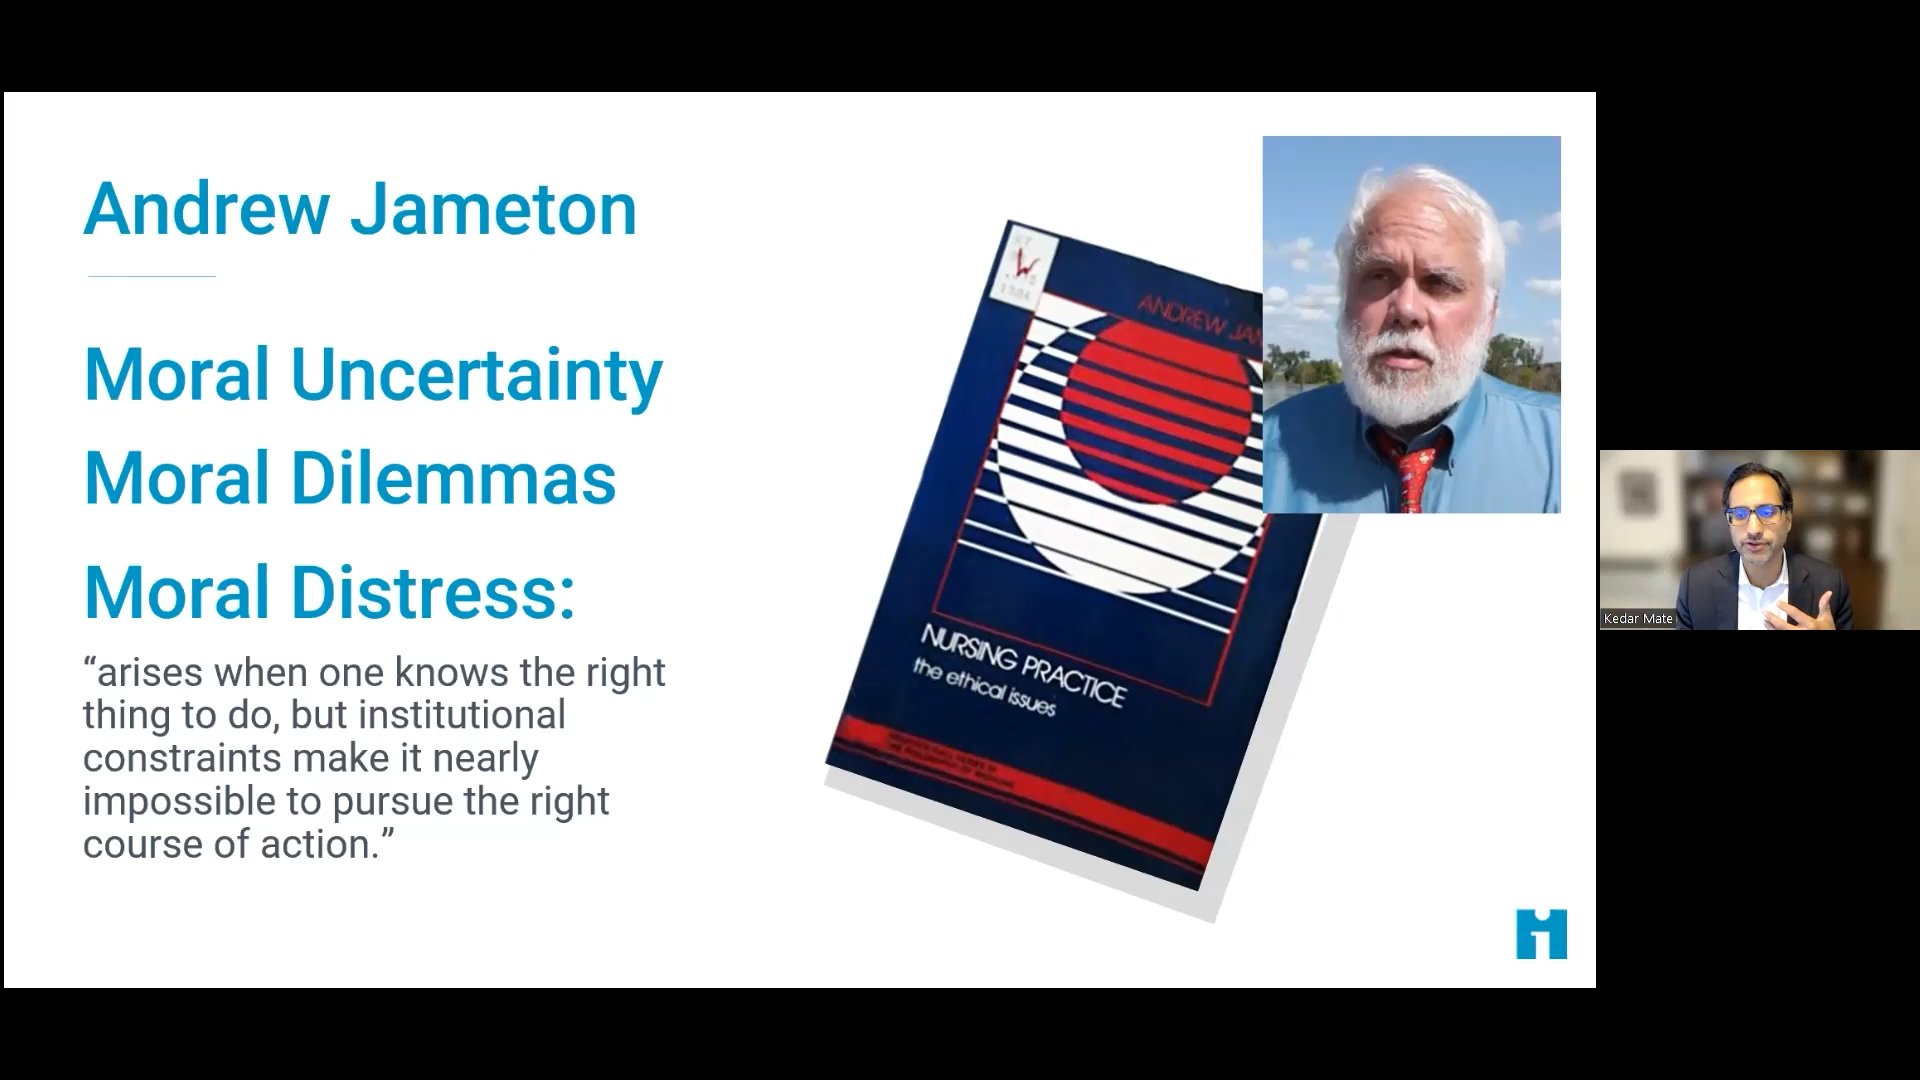 Andrew Jameton
Moral Uncertainty
Moral Dilemmas
Moral Distress:
“arises when one knows the right
thing to do, but institutional
constraints make it nearly
impossible to pursue the right
course of action.”
1984
ANDREW JAM
NURSING PRACTICE
the ethical issues
Kedar Mate